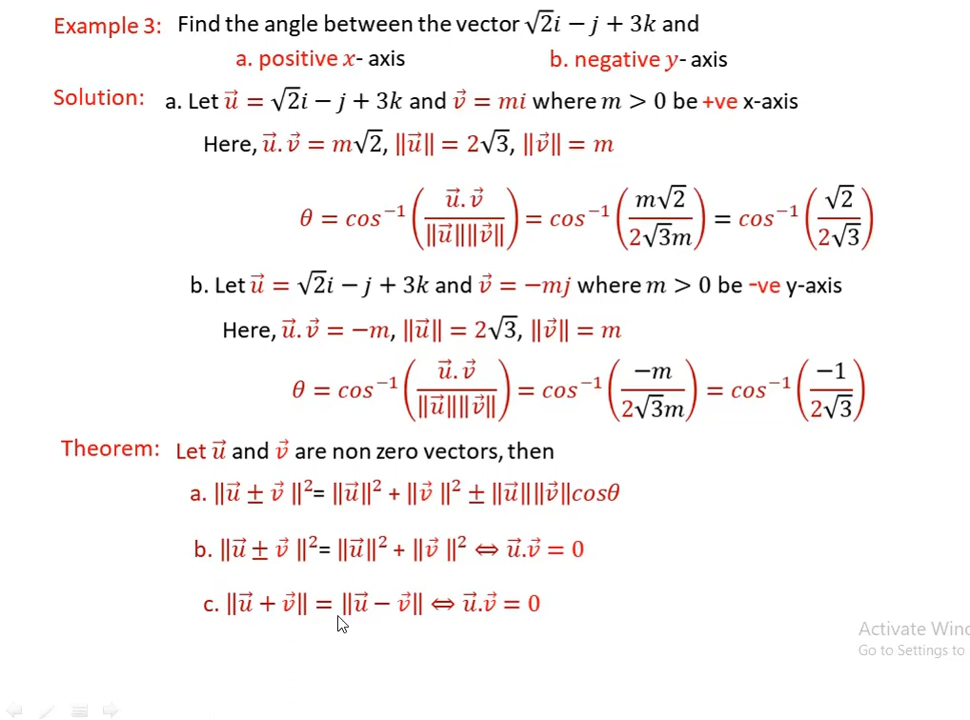 Example 3: Find the angle between the vector √2i − j + 3k and
a. positive x- axis b. negative y- axis
Solution: a. Let u⃗ = √2i − j + 3k and v⃗ = mi where m > 0 be +ve x-axis
Here, u⃗.v⃗ = m√2, ‖u⃗‖ = 2√3, ‖v⃗‖ = m
θ = cos⁻¹(u⃗.v⃗ / ‖u⃗‖‖v⃗‖) = cos⁻¹(m√2 / 2√3m) = cos⁻¹(√2 / 2√3)
b. Let u⃗ = √2i − j + 3k and v⃗ = −mj where m > 0 be -ve y-axis
Here, u⃗.v⃗ = −m, ‖u⃗‖ = 2√3, ‖v⃗‖ = m
θ = cos⁻¹(u⃗.v⃗ / ‖u⃗‖‖v⃗‖) = cos⁻¹(−m / 2√3m) = cos⁻¹(−1 / 2√3)
Theorem: Let u⃗ and v⃗ are non zero vectors, then
a. ‖u⃗ ± v⃗ ‖²= ‖u⃗‖² + ‖v⃗ ‖² ± ‖u⃗‖‖v⃗‖cosθ
b. ‖u⃗ ± v⃗ ‖²= ‖u⃗‖² + ‖v⃗ ‖² ⇔ u⃗.v⃗ = 0
c. ‖u⃗ + v⃗‖ = ‖u⃗ − v⃗‖ ⇔ u⃗.v⃗ = 0
Activate Wind
Go to Settings to